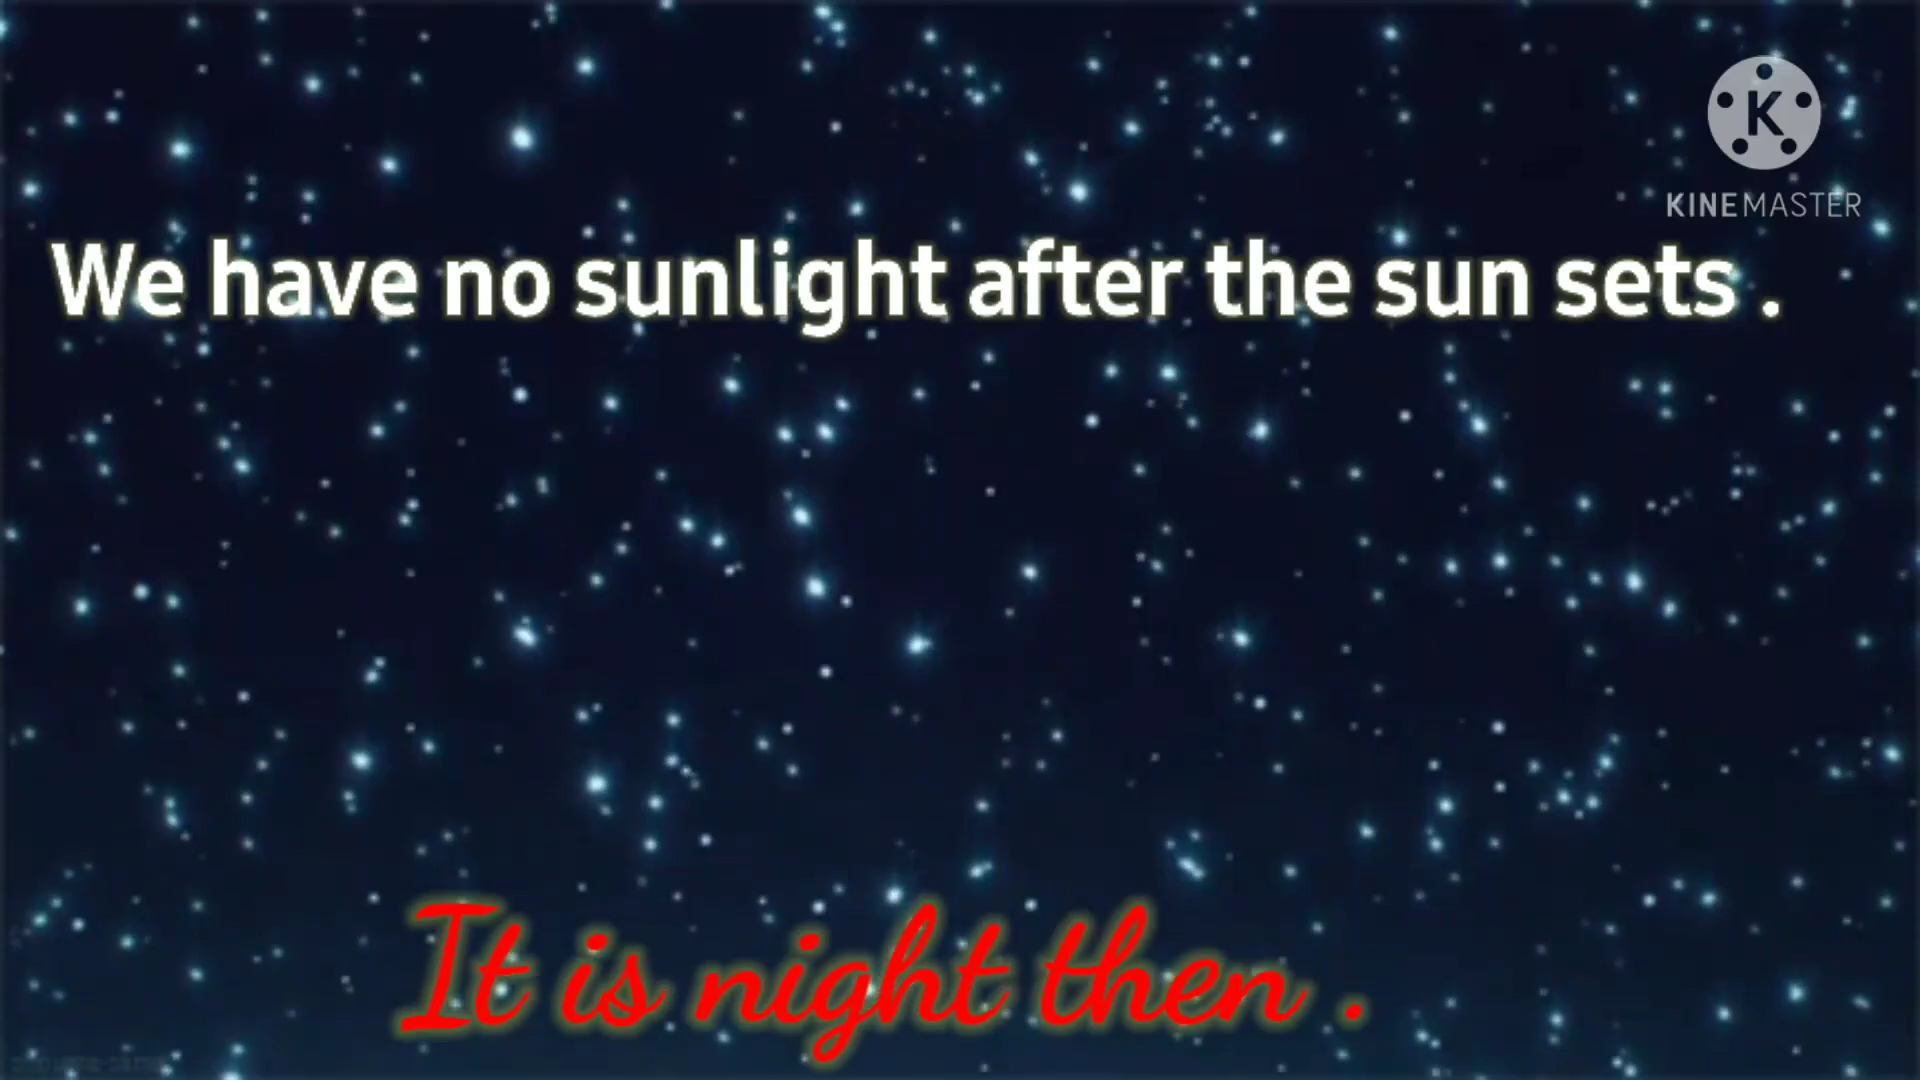 K
KINEMASTER
We have no sunlight after the sun sets .
It is night then .